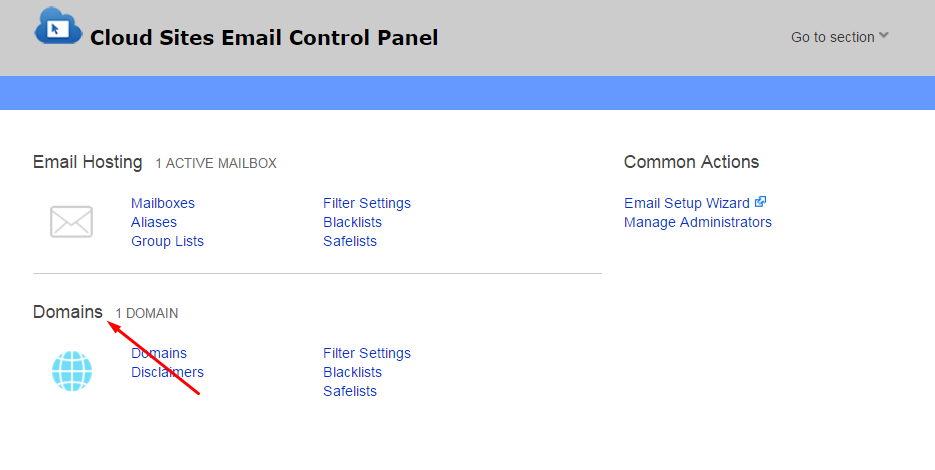 Cloud Sites Email Control Panel
Go to section
Email Hosting 1 ACTIVE MAILBOX
Mailboxes
Aliases
Group Lists
Filter Settings
Blacklists
Safelists
Domains 1 DOMAIN
Domains
Disclaimers
Filter Settings
Blacklists
Safelists
Common Actions
Email Setup Wizard
Manage Administrators